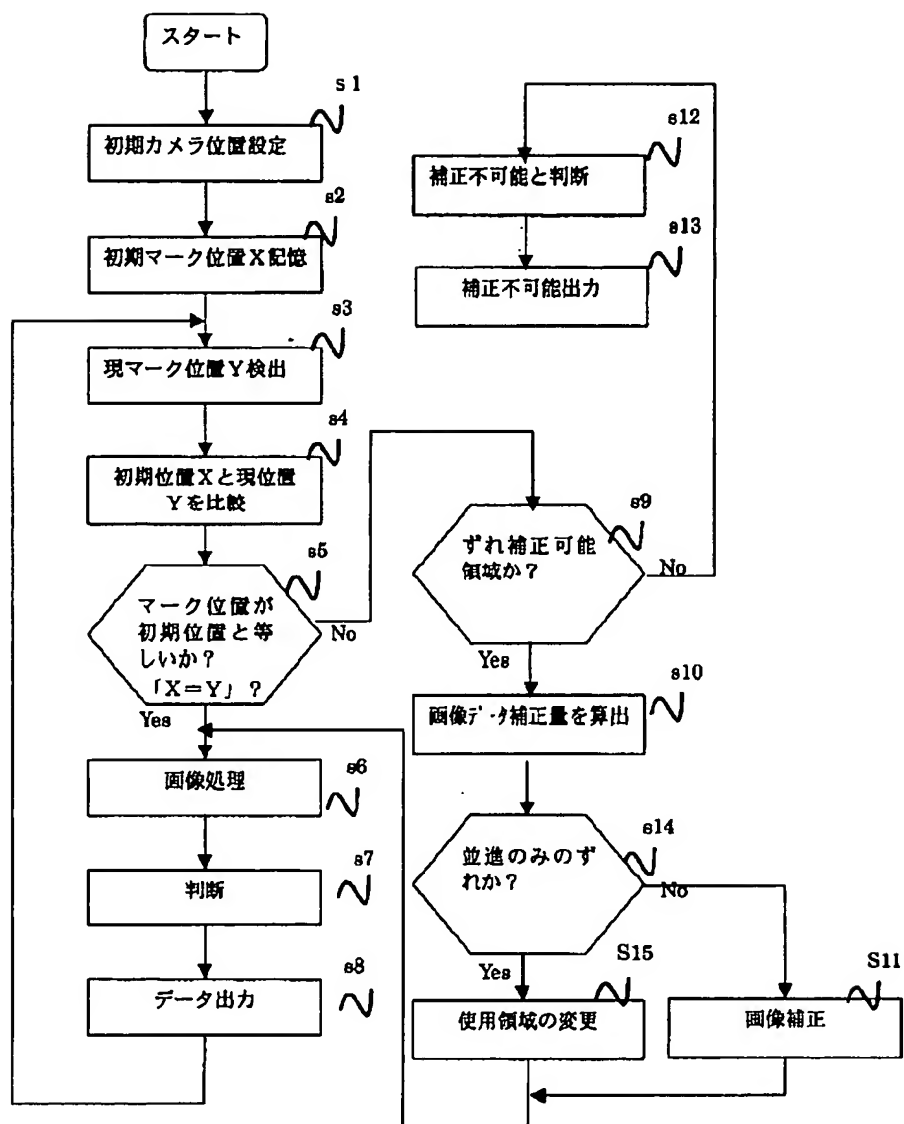 スタート
s1
初期カメラ位置設定
s2
初期マーク位置X記憶
s3
現マーク位置Y検出
s4
初期位置Xと現位置
Yを比較
s5
マーク位置が
初期位置と等
しいか?
「X=Y」?
No
Yes
s6
画像処理
s7
判断
s8
データ出力
s12
補正不可能と判断
s13
補正不可能出力
s9
ずれ補正可能
領域か?
No
Yes
s10
画像データ補正量を算出
s14
並進のみのず
れか?
No
Yes
S15
使用領域の変更
S11
画像補正